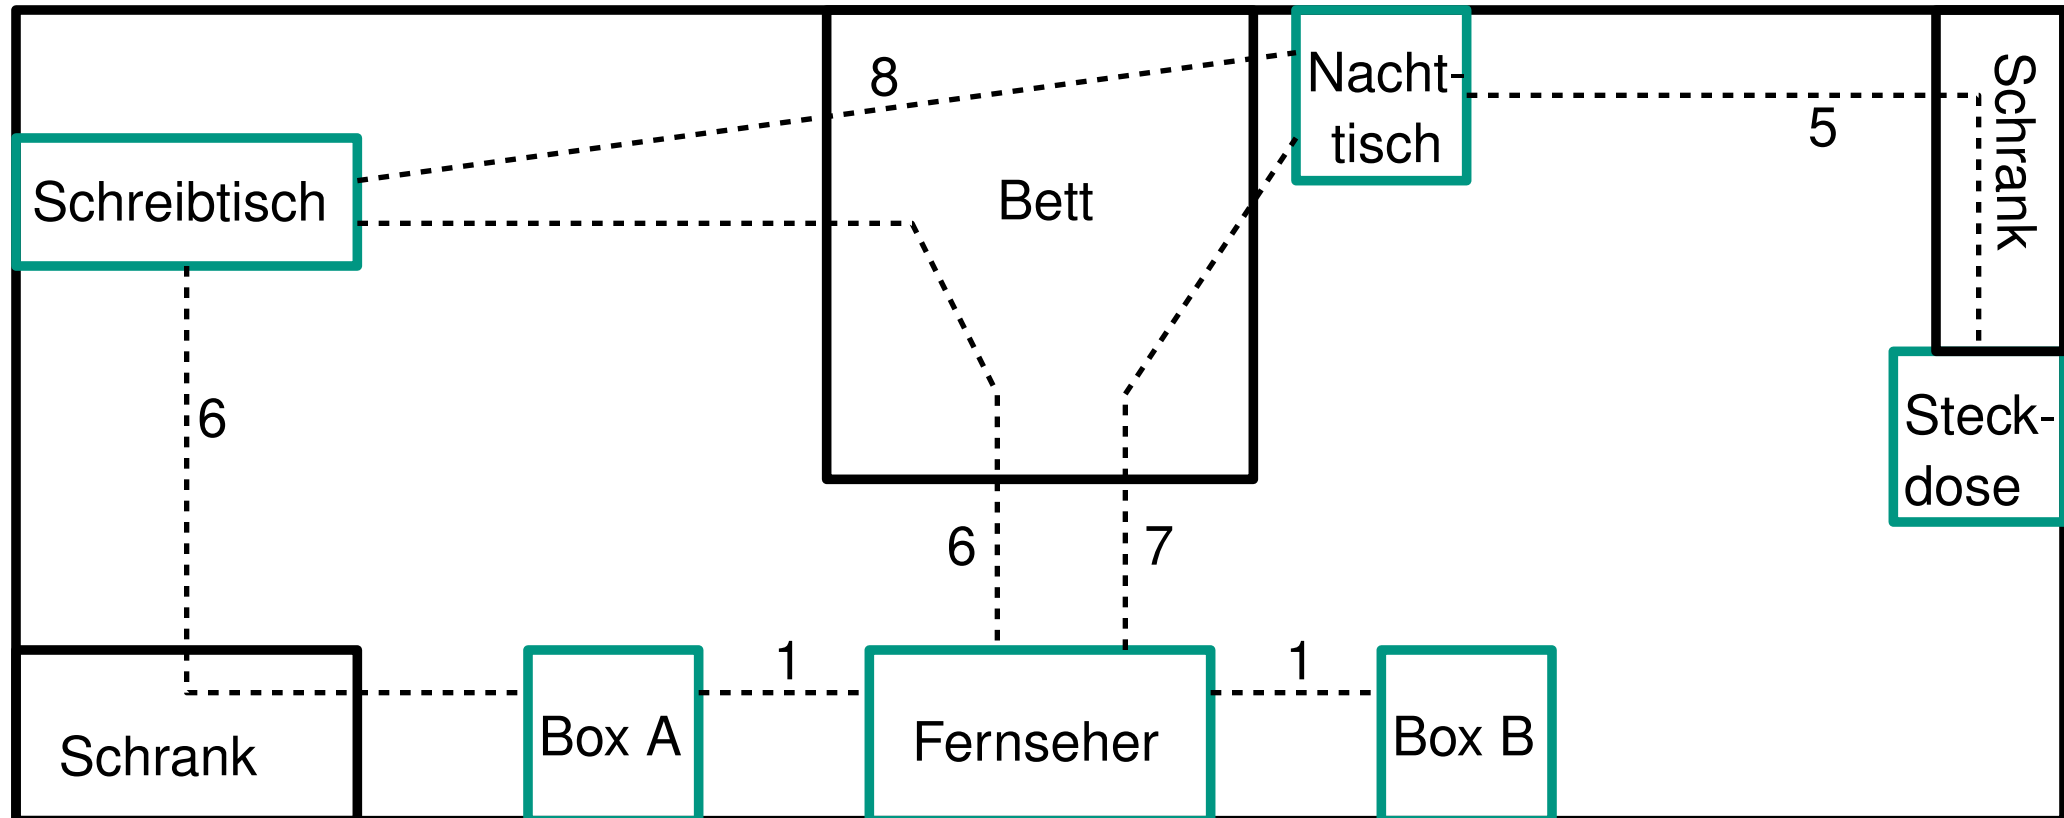 8
Nacht-
tisch
5
Schrank
Schreibtisch
Bett
6
Steck-
dose
6
7
1
1
Schrank
Box A
Fernseher
Box B